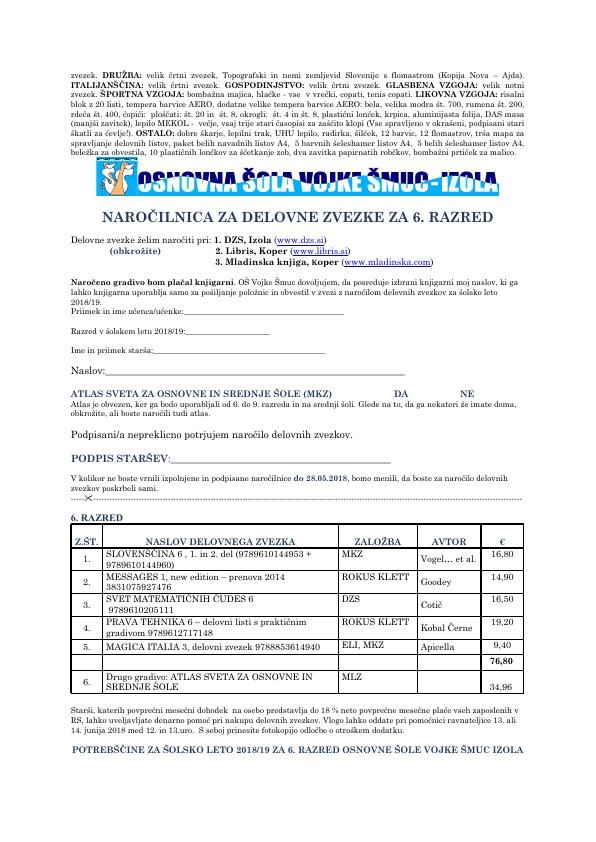 zvezek. DRUŽBA: velik črtni zvezek, Topografski in nemi zemljevid Slovenije s flomastrom (Kopija Nova – Ajda).
ITALIJANŠČINA: velik črtni zvezek. GOSPODINJSTVO: velik črtni zvezek. GLASBENA VZGOJA: velik notni
zvezek. ŠPORTNA VZGOJA: bombažna majica, hlačke - vse v vrečki, copati, tenis copati. LIKOVNA VZGOJA: risalni
blok z 20 listi, tempera barvice AERO, dodatne velike tempera barvice AERO: bela, velika modra št. 700, rumena št. 200,
rdeča št. 400, čopiči: ploščati: št. 20 in št. 8, okrogli: št. 4 in št. 8, plastični lonček, krpica, aluminijasta folija, DAS masa
(manjši zavitek), lepilo MEKOL - večje, vsaj trije stari časopisi za zaščito klopi (Vse spravljeno v okrašeni, podpisani stari
škatli za čevlje!). OSTALO: dobre škarje, lepilni trak, UHU lepilo, radirka, šilček, 12 barvic, 12 flomastrov, trša mapa za
spravljanje delovnih listov, paket belih navadnih listov A4, 5 barvnih šeleshamer listov A4, 5 belih šeleshamer listov A4,
beležka za obvestila, 10 plastičnih lončkov za ščetkanje zob, dva zavitka papirnatih robčkov, bombažni prtiček za malico.
OSNOVNA ŠOLA VOJKE ŠMUC - IZOLA
NAROČILNICA ZA DELOVNE ZVEZKE ZA 6. RAZRED
Delovne zvezke želim naročiti pri: 1. DZS, Izola (www.dzs.si)
(obkrožite) 2. Libris, Koper (www.libris.si)
3. Mladinska knjiga, Koper (www.mladinska.com)
Naročeno gradivo bom plačal knjigarni. OŠ Vojke Šmuc dovoljujem, da posreduje izbrani knjigarni moj naslov, ki ga
lahko knjigarna uporablja samo za pošiljanje položnic in obvestil v zvezi z naročilom delovnih zvezkov za šolsko leto
2018/19.
Priimek in ime učenca/učenke:________________________________________
Razred v šolskem letu 2018/19:_____________________
Ime in priimek starša:___________________________________________
Naslov:____________________________________________________________
ATLAS SVETA ZA OSNOVNE IN SREDNJE ŠOLE (MKZ) DA NE
Atlas je obvezen, ker ga bodo uporabljali od 6. do 9. razreda in na srednji šoli. Glede na to, da ga nekateri že imate doma,
obkrožite, ali boste naročili tudi atlas.
Podpisani/a nepreklicno potrjujem naročilo delovnih zvezkov.
PODPIS STARŠEV:____________________________________________
V kolikor ne boste vrnili izpolnjene in podpisane naročilnice do 28.05.2018, bomo menili, da boste za naročilo delovnih
zvezkov poskrbeli sami.
6. RAZRED
Z.ŠT. NASLOV DELOVNEGA ZVEZKA ZALOŽBA AVTOR €
1. SLOVENŠČINA 6 , 1. in 2. del (9789610144953 + MKZ Vogel… et al. 16,80
9789610144960)
2. MESSAGES 1, new edition – prenova 2014 ROKUS KLETT Goodey 14,90
3831075927476
3. SVET MATEMATIČNIH ČUDES 6 DZS Cotič 16,50
9789610205111
4. PRAVA TEHNIKA 6 – delovni listi s praktičnim ROKUS KLETT Kobal Černe 19,20
gradivom 9789612717148
5. MAGICA ITALIA 3, delovni zvezek 9788853614940 ELI, MKZ Apicella 9,40
76,80
6. Drugo gradivo: ATLAS SVETA ZA OSNOVNE IN MLZ 34,96
SREDNJE ŠOLE
Starši, katerih povprečni mesečni dohodek na osebo predstavlja do 18 % neto povprečne mesečne plače vseh zaposlenih v
RS, lahko uveljavljate denarno pomoč pri nakupu delovnih zvezkov. Vlogo lahko oddate pri pomočnici ravnateljice 13. ali
14. junija 2018 med 12. in 13.uro. S seboj prinesite fotokopijo odločbe o otroškem dodatku.
POTREBŠČINE ZA ŠOLSKO LETO 2018/19 ZA 6. RAZRED OSNOVNE ŠOLE VOJKE ŠMUC IZOLA